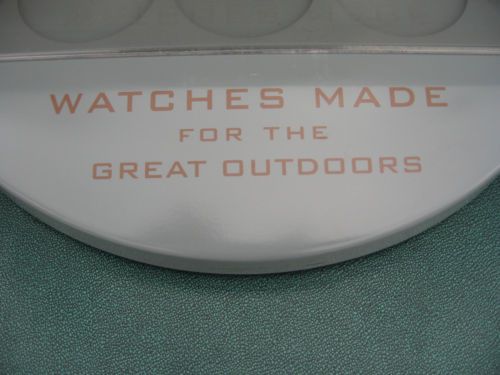 WATCHES MADE
FOR THE
GREAT OUTDOORS